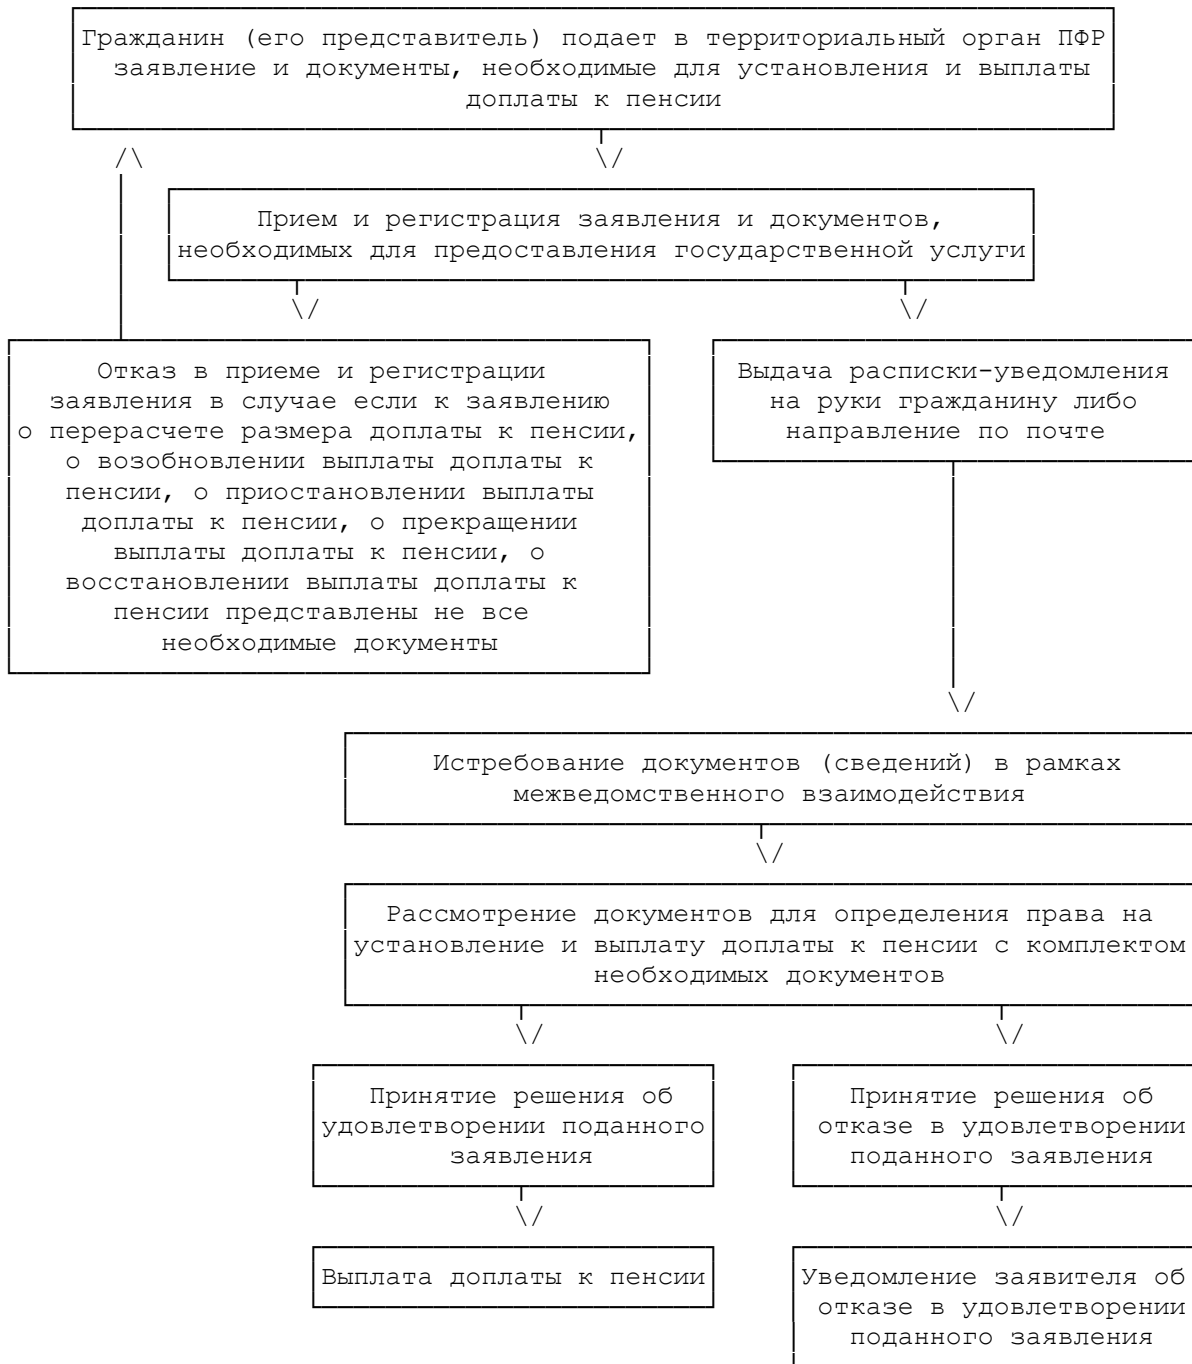 Гражданин (его представитель) подает в территориальный орган ПФР
заявление и документы, необходимые для установления и выплаты
доплаты к пенсии
Прием и регистрация заявления и документов,
необходимых для предоставления государственной услуги
Отказ в приеме и регистрации
заявления в случае если к заявлению
о перерасчете размера доплаты к пенсии,
о возобновлении выплаты доплаты к
пенсии, о приостановлении выплаты
доплаты к пенсии, о прекращении
выплаты доплаты к пенсии, о
восстановлении выплаты доплаты к
пенсии представлены не все
необходимые документы
Выдача расписки-уведомления
на руки гражданину либо
направление по почте
Истребование документов (сведений) в рамках
межведомственного взаимодействия
Рассмотрение документов для определения права на
установление и выплату доплаты к пенсии с комплектом
необходимых документов
Принятие решения об
удовлетворении поданного
заявления
Принятие решения об
отказе в удовлетворении
поданного заявления
Выплата доплаты к пенсии
Уведомление заявителя об
отказе в удовлетворении
поданного заявления